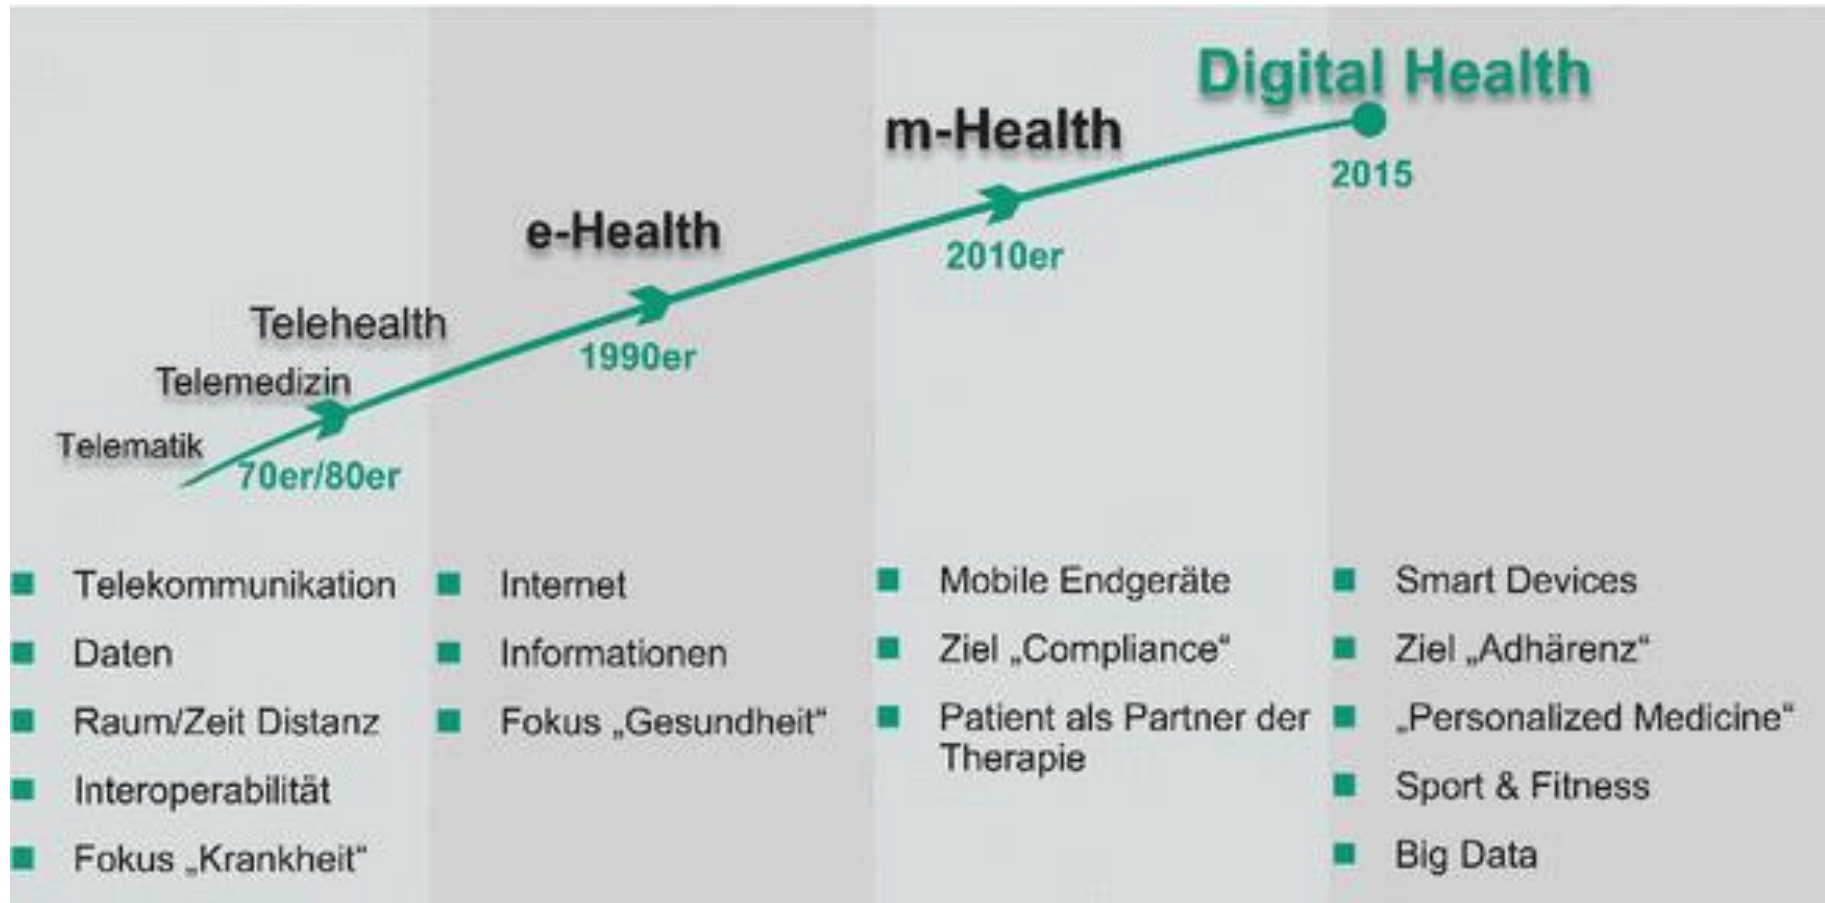 Digital Health
2015
m-Health
2010er
e-Health
1990er
Telehealth
Telemedizin
Telematik
70er/80er
Telekommunikation
Daten
Raum/Zeit Distanz
Interoperabilität
Fokus „Krankheit“
Internet
Informationen
Fokus „Gesundheit“
Mobile Endgeräte
Ziel „Compliance“
Patient als Partner der
Therapie
Smart Devices
Ziel „Adhärenz“
„Personalized Medicine“
Sport & Fitness
Big Data